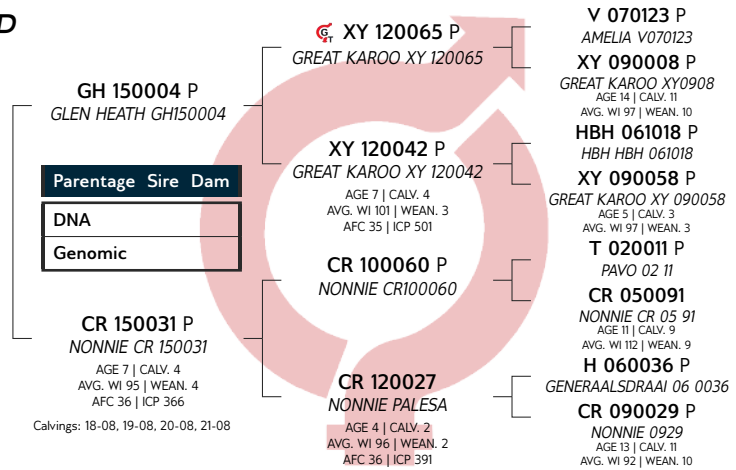 D
GH 150004 P
GLEN HEATH GH150004
Parentage Sire Dam
DNA
Genomic
CR 150031 P
NONNIE CR 150031
AGE 7 | CALV. 4
AVG. WI 95 | WEAN. 4
AFC 36 | ICP 366
Calvings: 18-08, 19-08, 20-08, 21-08
GT XY 120065 P
GREAT KAROO XY 120065
XY 120042 P
GREAT KAROO XY 120042
AGE 7 | CALV. 4
AVG. WI 101 | WEAN. 3
AFC 35 | ICP 501
CR 100060 P
NONNIE CR100060
CR 120027
NONNIE PALESA
AGE 4 | CALV. 2
AVG. WI 96 | WEAN. 2
AFC 36 | ICP 391
V 070123 P
AMELIA V070123
XY 090008 P
GREAT KAROO XY0908
AGE 14 | CALV. 11
AVG. WI 97 | WEAN. 10
HBH 061018 P
HBH HBH 061018
XY 090058 P
GREAT KAROO XY 090058
AGE 5 | CALV. 3
AVG. WI 97 | WEAN. 3
T 020011 P
PAVO 02 11
CR 050091
NONNIE CR 05 91
AGE 11 | CALV. 9
AVG. WI 112 | WEAN. 9
H 060036 P
GENERAALSDRAAI 06 0036
CR 090029 P
NONNIE 0929
AGE 13 | CALV. 11
AVG. WI 92 | WEAN. 10